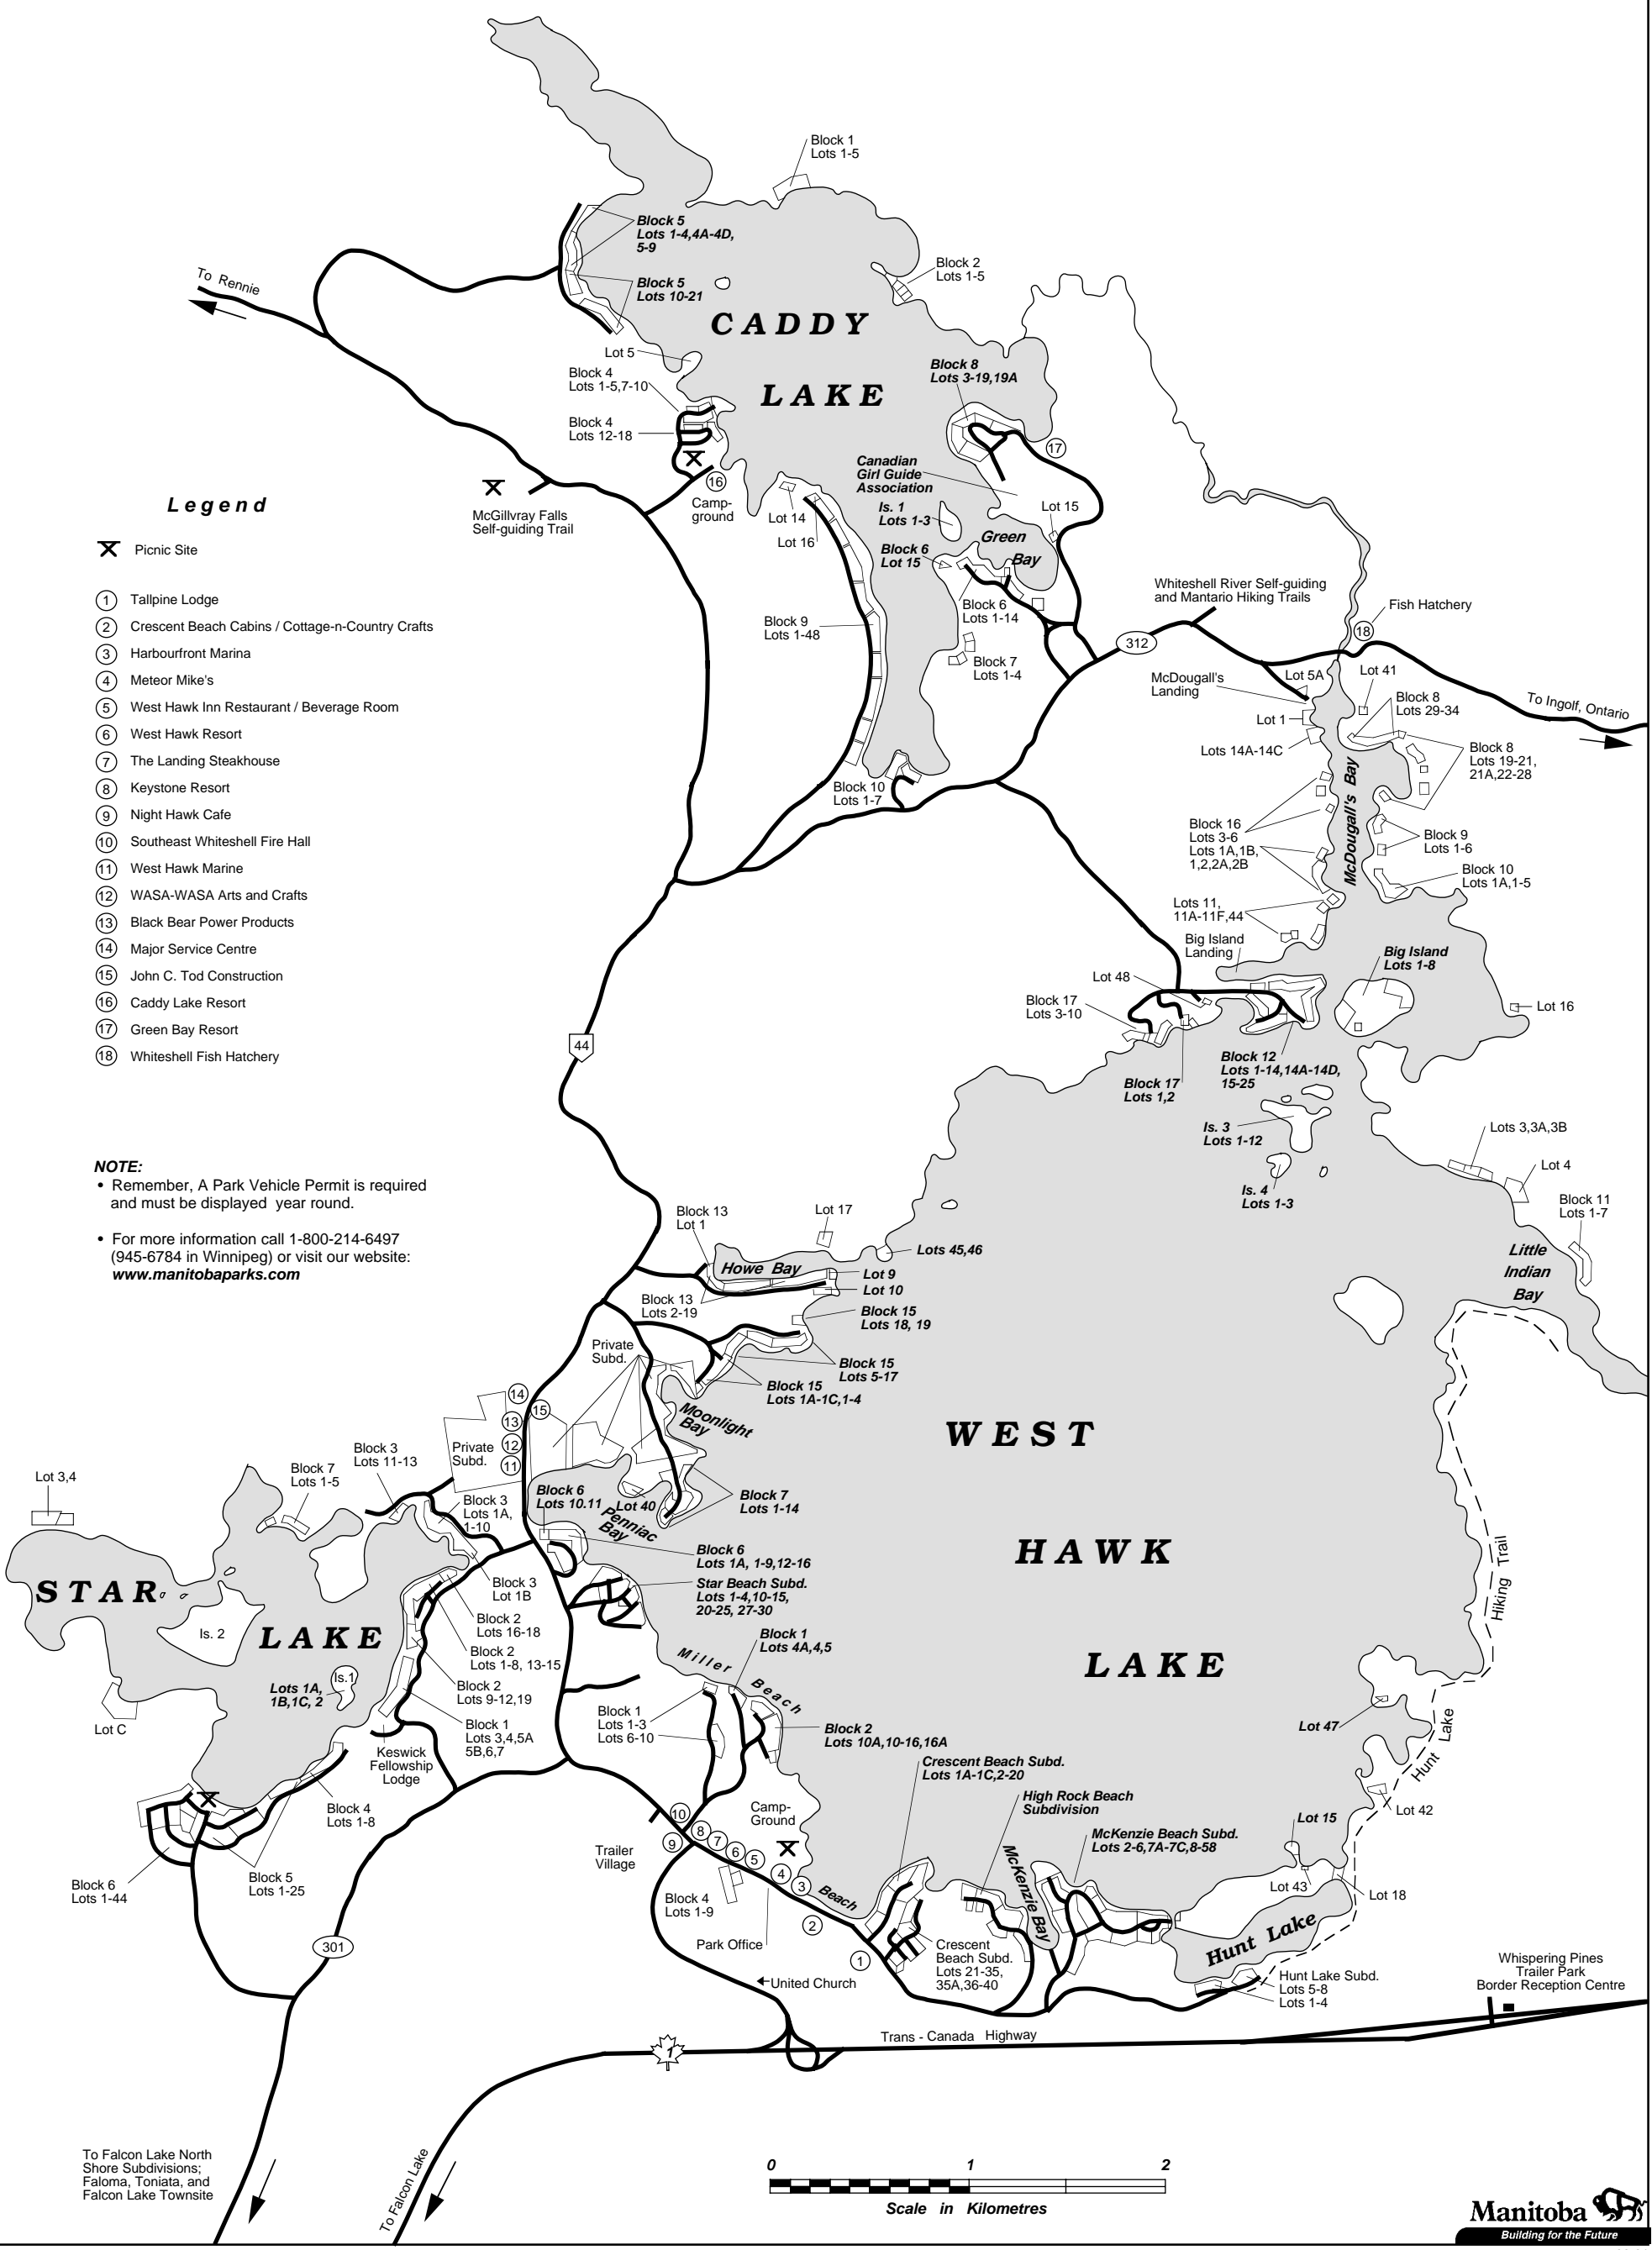 Block 1
Lots 1-5
Block 5
Lots 1-4,4A-4D,
5-9
To Rennie
Block 5
Lots 10-21
Block 2
Lots 1-5
CADDY
LAKE
Lot 5
Block 4
Lots 1-5,7-10
Block 4
Lots 12-18
Block 8
Lots 3-19,19A
17
Canadian
Girl Guide
Association
16
Camp-
ground
Lot 14
Lot 16
Is. 1
Lots 1-3
Lot 15
Green
Bay
Block 6
Lot 15
McGillvray Falls
Self-guiding Trail
Legend
Picnic Site
1 Tallpine Lodge
2 Crescent Beach Cabins / Cottage-n-Country Crafts
3 Harbourfront Marina
4 Meteor Mike's
5 West Hawk Inn Restaurant / Beverage Room
6 West Hawk Resort
7 The Landing Steakhouse
8 Keystone Resort
9 Night Hawk Cafe
10 Southeast Whiteshell Fire Hall
11 West Hawk Marine
12 WASA-WASA Arts and Crafts
13 Black Bear Power Products
14 Major Service Centre
15 John C. Tod Construction
16 Caddy Lake Resort
17 Green Bay Resort
18 Whiteshell Fish Hatchery
Block 9
Lots 1-48
Block 6
Lots 1-14
Block 7
Lots 1-4
Block 10
Lots 1-7
Whiteshell River Self-guiding
and Mantario Hiking Trails
Fish Hatchery
18
312
McDougall's
Landing
Lot 5A
Lot 41
Block 8
Lots 29-34
To Ingolf, Ontario
Lot 1
Lots 14A-14C
Block 8
Lots 19-21,
21A,22-28
McDougall's Bay
Block 16
Lots 3-6
Lots 1A,1B,
1,2,2A,2B
Block 9
Lots 1-6
Block 10
Lots 1A,1-5
Lots 11,
11A-11F,44
Big Island
Landing
Big Island
Lots 1-8
Lot 48
Block 17
Lots 3-10
Lot 16
44
Block 17
Lots 1,2
Block 12
Lots 1-14,14A-14D,
15-25
Is. 3
Lots 1-12
Is. 4
Lots 1-3
Lots 3,3A,3B
Lot 4
Block 11
Lots 1-7
Little
Indian
Bay
NOTE:
• Remember, A Park Vehicle Permit is required
and must be displayed year round.
• For more information call 1-800-214-6497
(945-6784 in Winnipeg) or visit our website:
www.manitobaparks.com
Block 13
Lot 1
Lot 17
Lots 45,46
Howe Bay
Lot 9
Lot 10
Block 13
Lots 2-19
Block 15
Lots 18, 19
Private
Subd.
Block 15
Lots 5-17
Block 15
Lots 1A-1C,1-4
Moonlight
Bay
14
15
13
12
11
Private
Subd.
WEST
HAWK
LAKE
Block 3
Lots 11-13
Block 7
Lots 1-5
Lot 3,4
Block 3
Lots 1A,
1-10
Block 6
Lots 10.11
Lot 40
Penniac
Bay
Block 7
Lots 1-14
Block 6
Lots 1A, 1-9,12-16
Star Beach Subd.
Lots 1-4,10-15,
20-25, 27-30
Hiking Trail
STAR
LAKE
Is. 2
Is.1
Lots 1A,
1B,1C, 2
Lot C
Block 3
Lot 1B
Block 2
Lots 16-18
Block 2
Lots 1-8, 13-15
Block 2
Lots 9-12,19
Block 1
Lots 3,4,5A
5B,6,7
Keswick
Fellowship
Lodge
Block 1
Lots 4A,4,5
Miller Beach
Block 1
Lots 1-3
Lots 6-10
Block 2
Lots 10A,10-16,16A
Lot 47
Hunt Lake
Lot 42
Block 4
Lots 1-8
Block 5
Lots 1-25
Block 6
Lots 1-44
Crescent Beach Subd.
Lots 1A-1C,2-20
High Rock Beach
Subdivision
McKenzie Beach Subd.
Lots 2-6,7A-7C,8-58
McKenzie Bay
Lot 15
Lot 43
Lot 18
Hunt Lake
Camp-
Ground
10
9
8
7
6
5
4
3
2
1
Beach
Trailer
Village
Block 4
Lots 1-9
Park Office
United Church
Crescent
Beach Subd.
Lots 21-35,
35A,36-40
Hunt Lake Subd.
Lots 5-8
Lots 1-4
Whispering Pines
Trailer Park
Border Reception Centre
301
Trans - Canada Highway
1
To Falcon Lake North
Shore Subdivisions;
Faloma, Toniata, and
Falcon Lake Townsite
To Falcon Lake
0 1 2
Scale in Kilometres
Manitoba
Building for the Future